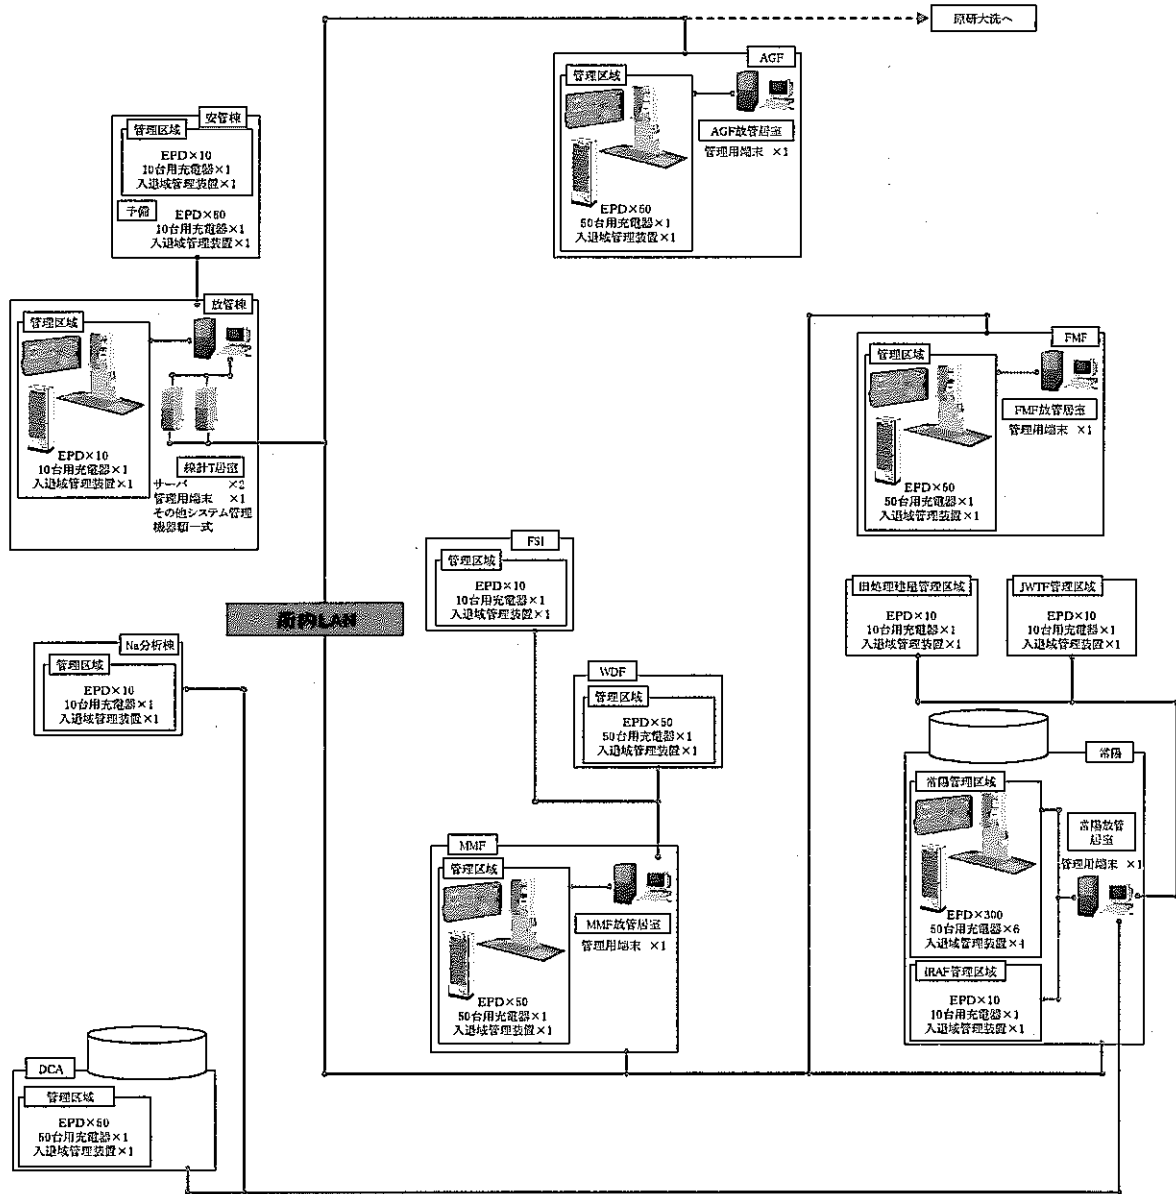 原研大洗へ
AGF
管理区域
EPD×50
50台用充電器×1
入退域管理装置×1
AGF放管居室
管理用端末 ×1
安管棟
管理区域
EPD×10
10台用充電器×1
入退域管理装置×1
予備
10台用充電器×1
入退域管理装置×1
放管棟
管理区域
EPD×10
10台用充電器×1
入退域管理装置×1
線計T居室
サーバ ×2
管理用端末 ×1
その他システム管理
機器類一式
FMF
管理区域
EPD×50
50台用充電器×1
入退域管理装置×1
FMF放管居室
管理用端末 ×1
FSI
管理区域
EPD×10
10台用充電器×1
入退域管理装置×1
所内LAN
旧処理建屋管理区域
EPD×10
10台用充電器×1
入退域管理装置×1
JWTF管理区域
EPD×10
10台用充電器×1
入退域管理装置×1
Na分析棟
管理区域
EPD×10
10台用充電器×1
入退域管理装置×1
WDF
管理区域
EPD×50
50台用充電器×1
入退域管理装置×1
常陽
常陽管理区域
EPD×300
50台用充電器×6
入退域管理装置×4
常陽放管
居室
管理用端末 ×1
IRAF管理区域
EPD×10
10台用充電器×1
入退域管理装置×1
MMF
管理区域
EPD×50
50台用充電器×1
入退域管理装置×1
MMF放管居室
管理用端末 ×1
DCA
管理区域
EPD×50
50台用充電器×1
入退域管理装置×1